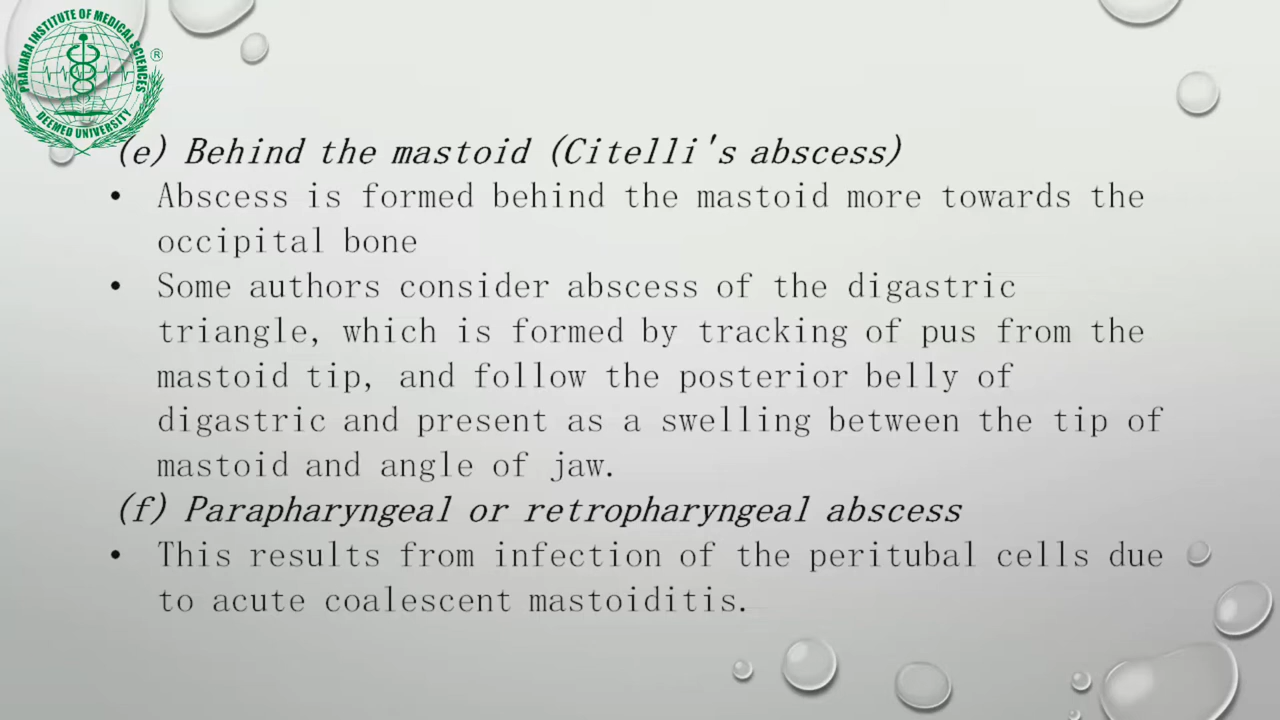 PRAVARA INSTITUTE OF MEDICAL SCIENCES
®
DEEMED UNIVERSITY
(e) Behind the mastoid (Citelli's abscess)
• Abscess is formed behind the mastoid more towards the
occipital bone
• Some authors consider abscess of the digastric
triangle, which is formed by tracking of pus from the
mastoid tip, and follow the posterior belly of
digastric and present as a swelling between the tip of
mastoid and angle of jaw.
(f) Parapharyngeal or retropharyngeal abscess
• This results from infection of the peritubal cells due
to acute coalescent mastoiditis.